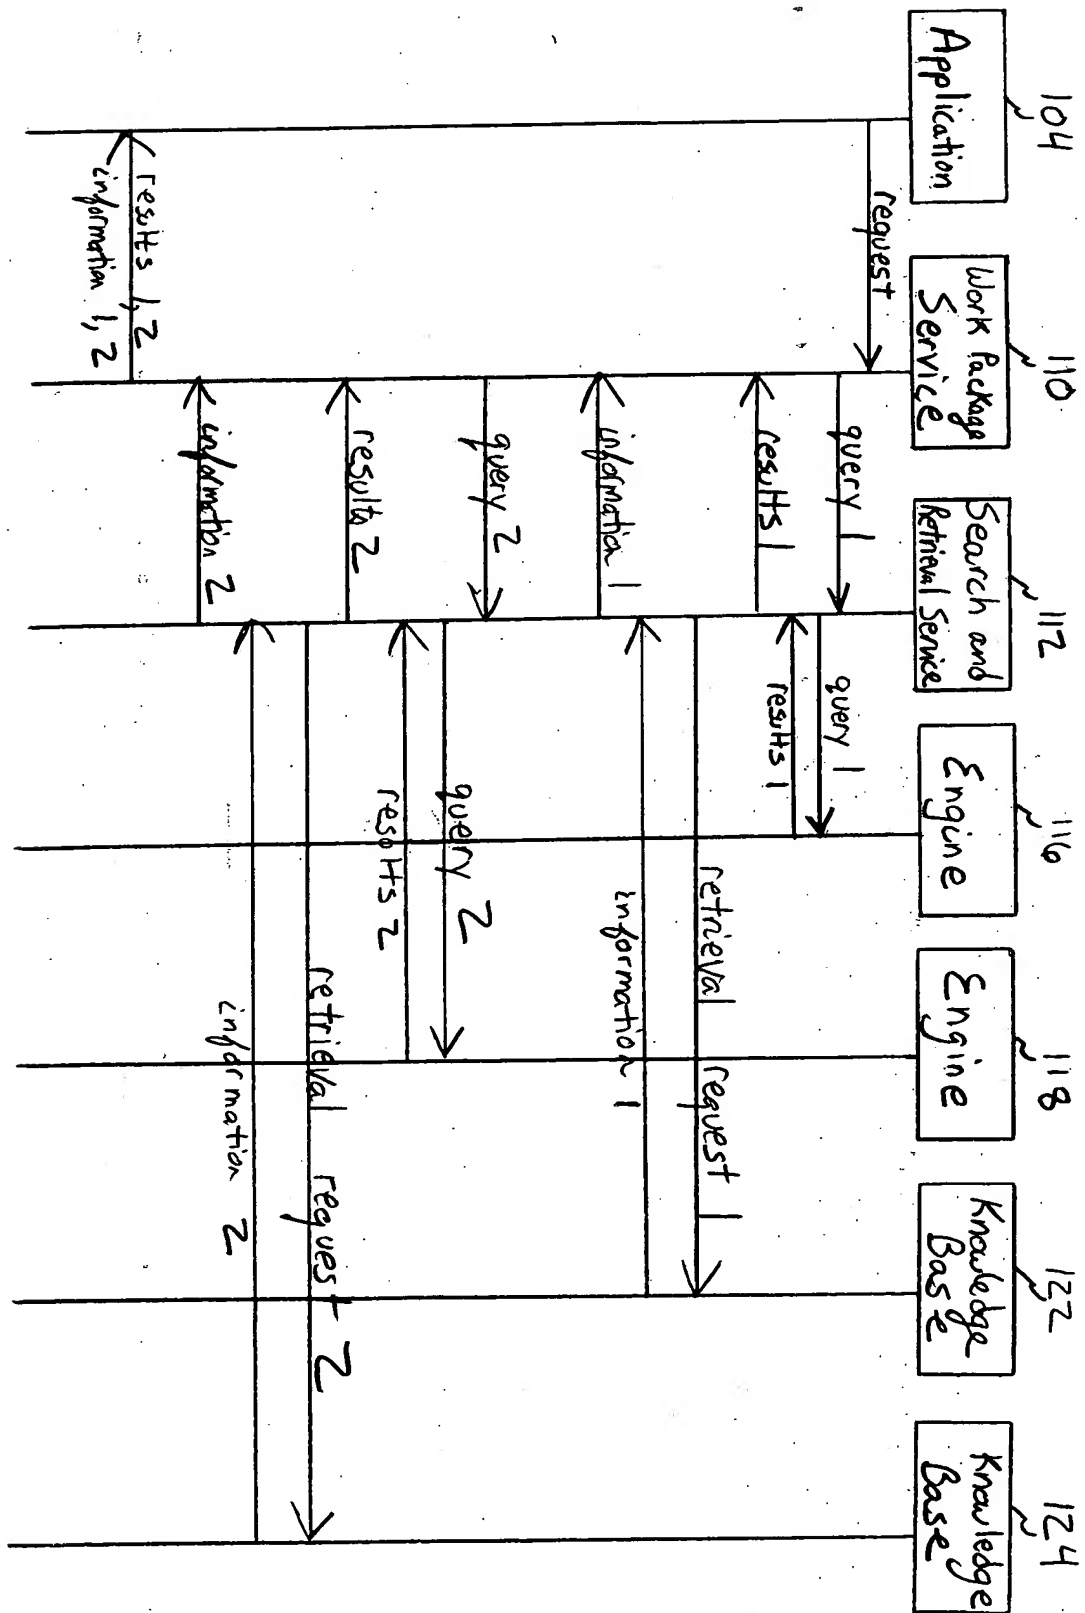 104
110
112
116
118
122
124
Application
Work Package
Service
Search and
Retrieval Service
Engine
Engine
Knowledge
Base
Knowledge
Base
request
query 1
query 1
results 1
results 1
retrieval request 1
information 1
information 1
query 2
query 2
results 2
results 2
retrieval request 2
information 2
information 2
results 1,2
information 1,2